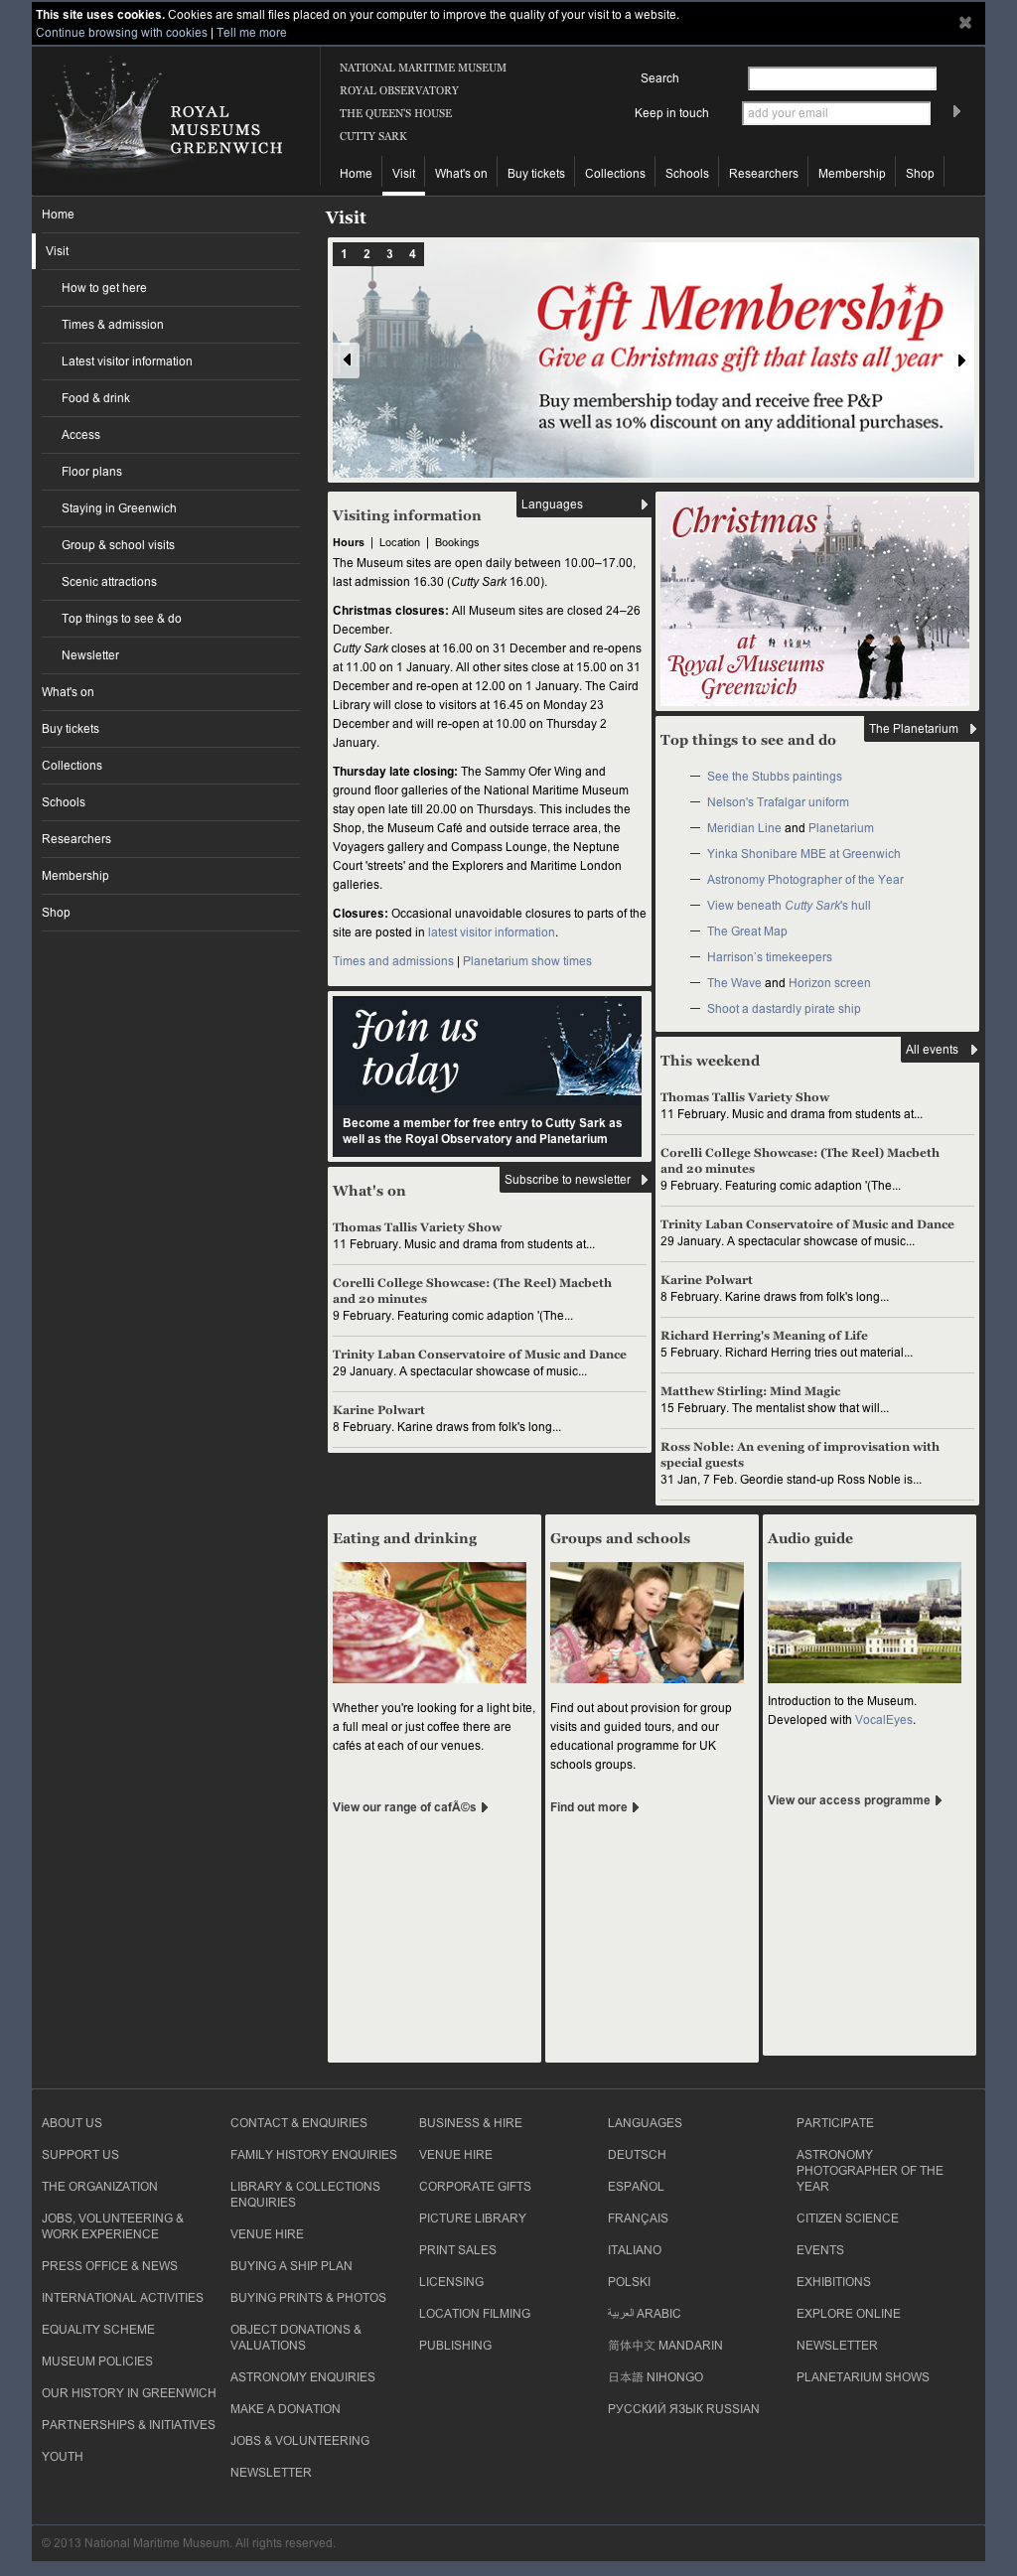 This site uses cookies. Cookies are small files placed on your computer to improve the quality of your visit to a website.
Continue browsing with cookies | Tell me more
ROYAL
MUSEUMS
GREENWICH
NATIONAL MARITIME MUSEUM
ROYAL OBSERVATORY
THE QUEEN'S HOUSE
CUTTY SARK
Search
Keep in touch
add your email
Home
Visit
What's on
Buy tickets
Collections
Schools
Researchers
Membership
Shop
Home
Visit
How to get here
Times & admission
Latest visitor information
Food & drink
Access
Floor plans
Staying in Greenwich
Group & school visits
Scenic attractions
Top things to see & do
Newsletter
What's on
Buy tickets
Collections
Schools
Researchers
Membership
Shop
Visit
1 2 3 4
Gift Membership
Give a Christmas gift that lasts all year
Buy membership today and receive free P&P
as well as 10% discount on any additional purchases.
Visiting information
Languages
Hours | Location | Bookings
The Museum sites are open daily between 10.00–17.00,
last admission 16.30 (Cutty Sark 16.00).
Christmas closures: All Museum sites are closed 24–26
December.
Cutty Sark closes at 16.00 on 31 December and re-opens
at 11.00 on 1 January. All other sites close at 15.00 on 31
December and re-open at 12.00 on 1 January. The Caird
Library will close to visitors at 16.45 on Monday 23
December and will re-open at 10.00 on Thursday 2
January.
Thursday late closing: The Sammy Ofer Wing and
ground floor galleries of the National Maritime Museum
stay open late till 20.00 on Thursdays. This includes the
Shop, the Museum Café and outside terrace area, the
Voyagers gallery and Compass Lounge, the Neptune
Court 'streets' and the Explorers and Maritime London
galleries.
Closures: Occasional unavoidable closures to parts of the
site are posted in latest visitor information.
Times and admissions | Planetarium show times
Christmas
at
Royal Museums
Greenwich
Top things to see and do
The Planetarium
— See the Stubbs paintings
— Nelson's Trafalgar uniform
— Meridian Line and Planetarium
— Yinka Shonibare MBE at Greenwich
— Astronomy Photographer of the Year
— View beneath Cutty Sark's hull
— The Great Map
— Harrison's timekeepers
— The Wave and Horizon screen
— Shoot a dastardly pirate ship
Join us
today
Become a member for free entry to Cutty Sark as
well as the Royal Observatory and Planetarium
What's on
Subscribe to newsletter
Thomas Tallis Variety Show
11 February. Music and drama from students at...
Corelli College Showcase: (The Reel) Macbeth
and 20 minutes
9 February. Featuring comic adaption '(The...
Trinity Laban Conservatoire of Music and Dance
29 January. A spectacular showcase of music...
Karine Polwart
8 February. Karine draws from folk's long...
This weekend
All events
Thomas Tallis Variety Show
11 February. Music and drama from students at...
Corelli College Showcase: (The Reel) Macbeth
and 20 minutes
9 February. Featuring comic adaption '(The...
Trinity Laban Conservatoire of Music and Dance
29 January. A spectacular showcase of music...
Karine Polwart
8 February. Karine draws from folk's long...
Richard Herring's Meaning of Life
5 February. Richard Herring tries out material...
Matthew Stirling: Mind Magic
15 February. The mentalist show that will...
Ross Noble: An evening of improvisation with
special guests
31 Jan, 7 Feb. Geordie stand-up Ross Noble is...
Eating and drinking
Whether you're looking for a light bite,
a full meal or just coffee there are
cafés at each of our venues.
View our range of cafÃ©s
Groups and schools
Find out about provision for group
visits and guided tours, and our
educational programme for UK
schools groups.
Find out more
Audio guide
Introduction to the Museum.
Developed with VocalEyes.
View our access programme
ABOUT US
SUPPORT US
THE ORGANIZATION
JOBS, VOLUNTEERING &
WORK EXPERIENCE
PRESS OFFICE & NEWS
INTERNATIONAL ACTIVITIES
EQUALITY SCHEME
MUSEUM POLICIES
OUR HISTORY IN GREENWICH
PARTNERSHIPS & INITIATIVES
YOUTH
CONTACT & ENQUIRIES
FAMILY HISTORY ENQUIRIES
LIBRARY & COLLECTIONS
ENQUIRIES
VENUE HIRE
BUYING A SHIP PLAN
BUYING PRINTS & PHOTOS
OBJECT DONATIONS &
VALUATIONS
ASTRONOMY ENQUIRIES
MAKE A DONATION
JOBS & VOLUNTEERING
NEWSLETTER
BUSINESS & HIRE
VENUE HIRE
CORPORATE GIFTS
PICTURE LIBRARY
PRINT SALES
LICENSING
LOCATION FILMING
PUBLISHING
LANGUAGES
DEUTSCH
ESPAÑOL
FRANÇAIS
ITALIANO
POLSKI
العربية ARABIC
简体中文 MANDARIN
日本語 NIHONGO
РУССКИЙ ЯЗЫК RUSSIAN
PARTICIPATE
ASTRONOMY
PHOTOGRAPHER OF THE
YEAR
CITIZEN SCIENCE
EVENTS
EXHIBITIONS
EXPLORE ONLINE
NEWSLETTER
PLANETARIUM SHOWS
© 2013 National Maritime Museum. All rights reserved.